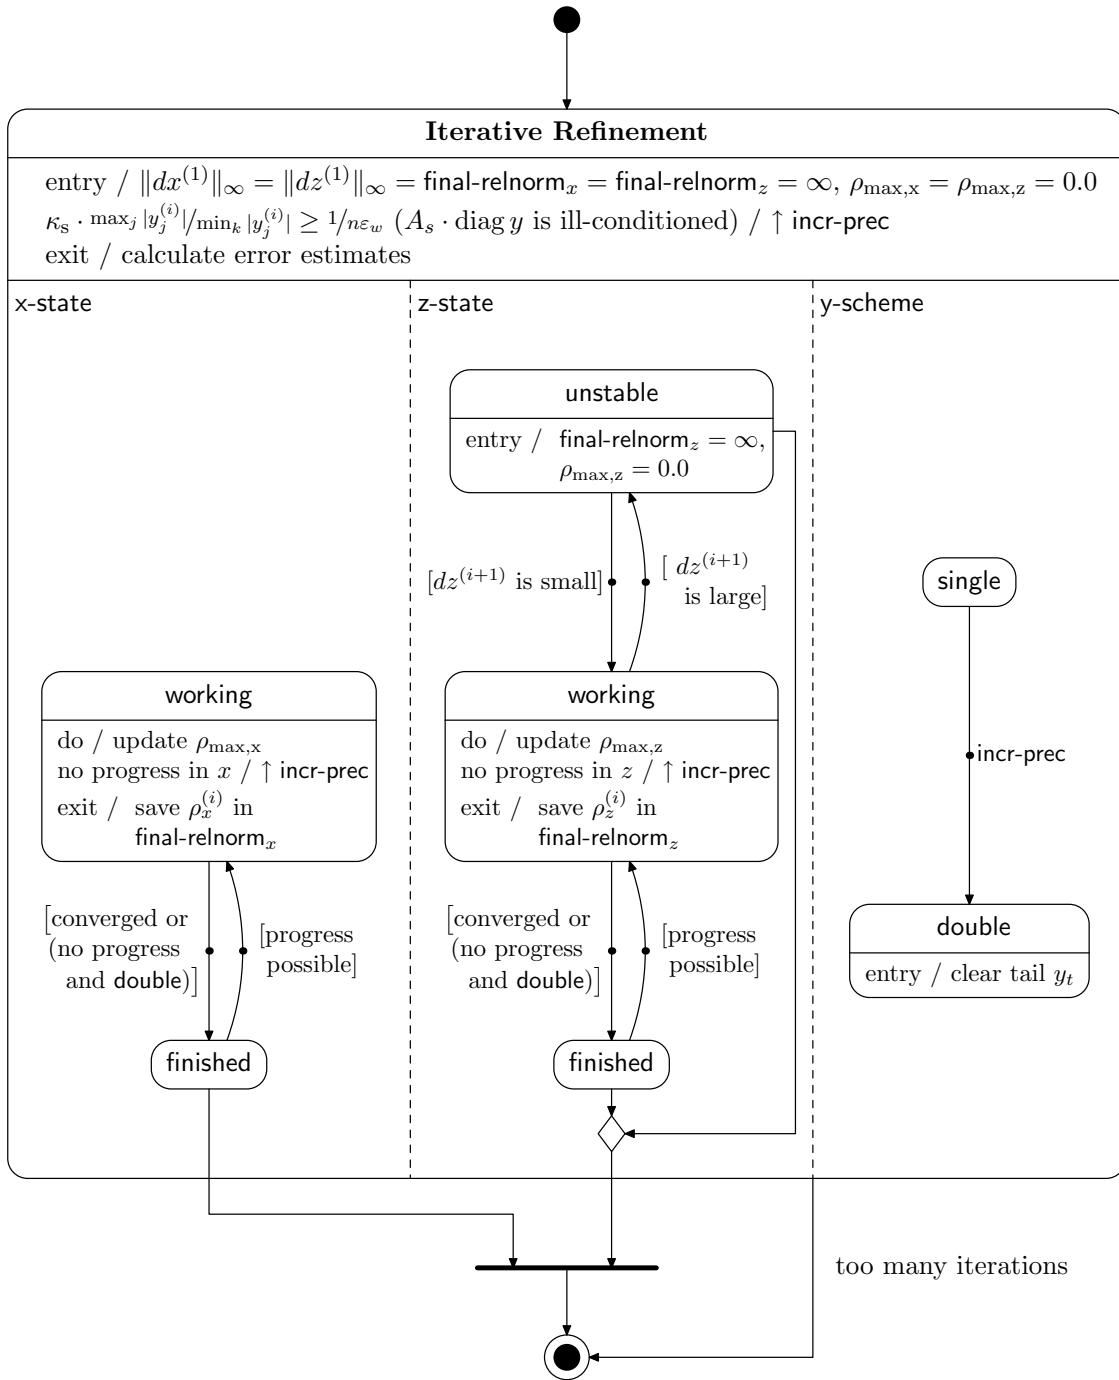 Iterative Refinement
entry / ‖dx⁽¹⁾‖∞ = ‖dz⁽¹⁾‖∞ = final-relnormₓ = final-relnorm_z = ∞, ρ_max,x = ρ_max,z = 0.0
κ_s · max_j |y_j⁽ⁱ⁾|/min_k |y_j⁽ⁱ⁾| ≥ 1/nε_w (A_s · diag y is ill-conditioned) / ↑ incr-prec
exit / calculate error estimates
x-state
z-state
y-scheme
unstable
entry / final-relnorm_z = ∞,
ρ_max,z = 0.0
[dz⁽ⁱ⁺¹⁾ is small]
[ dz⁽ⁱ⁺¹⁾
is large]
single
working
do / update ρ_max,x
no progress in x / ↑ incr-prec
exit / save ρₓ⁽ⁱ⁾ in
final-relnormₓ
working
do / update ρ_max,z
no progress in z / ↑ incr-prec
exit / save ρ_z⁽ⁱ⁾ in
final-relnorm_z
incr-prec
[converged or
(no progress
and double)]
[progress
possible]
[converged or
(no progress
and double)]
[progress
possible]
double
entry / clear tail y_t
finished
finished
too many iterations